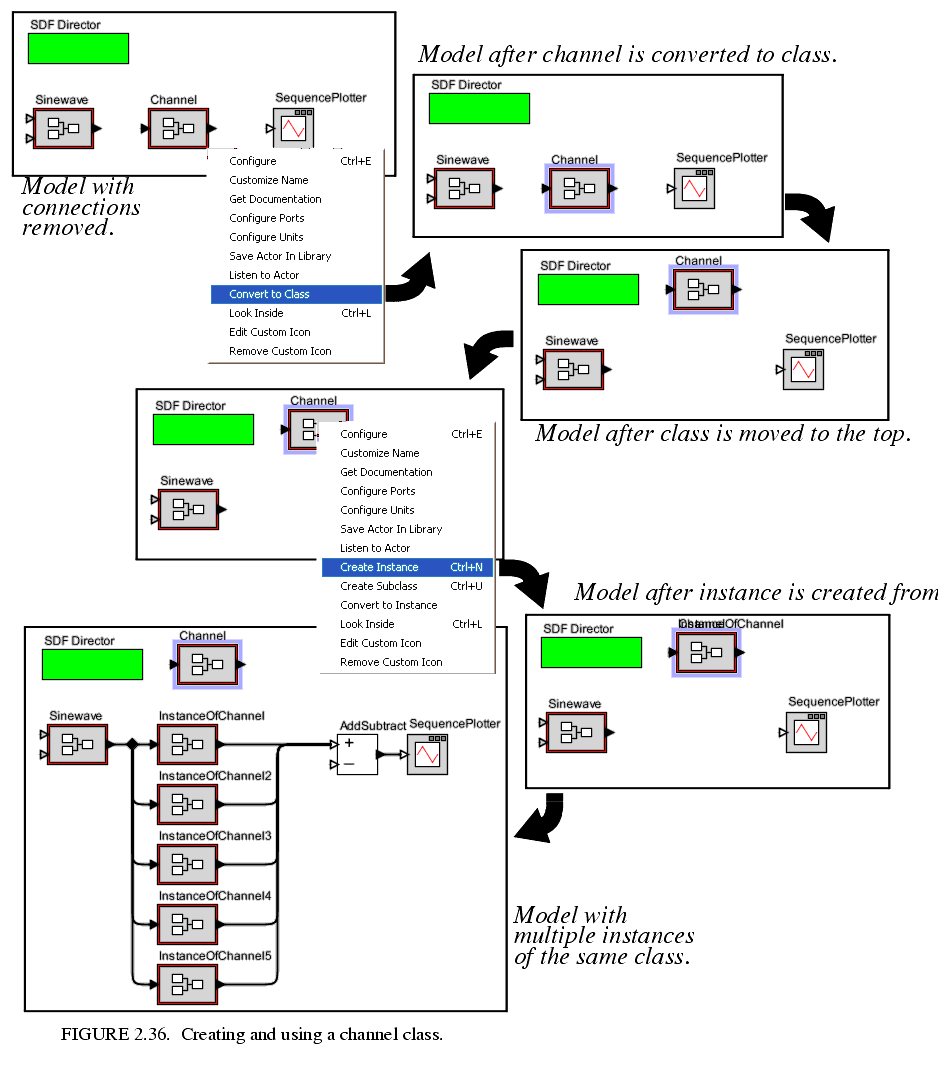 SDF Director
Sinewave
Channel
SequencePlotter
Model with
connections
removed.
Configure Ctrl+E
Customize Name
Get Documentation
Configure Ports
Configure Units
Save Actor In Library
Listen to Actor
Convert to Class
Look Inside Ctrl+L
Edit Custom Icon
Remove Custom Icon
Model after channel is converted to class.
SDF Director
Sinewave
Channel
SequencePlotter
SDF Director
Channel
Sinewave
SequencePlotter
Model after class is moved to the top.
SDF Director
Channel
Sinewave
Configure Ctrl+E
Customize Name
Get Documentation
Configure Ports
Configure Units
Save Actor In Library
Listen to Actor
Create Instance Ctrl+N
Create Subclass Ctrl+U
Convert to Instance
Look Inside Ctrl+L
Edit Custom Icon
Remove Custom Icon
Model after instance is created from
SDF Director
InstanceOfChannel
Sinewave
SequencePlotter
SDF Director
Channel
Sinewave
InstanceOfChannel
AddSubtract
SequencePlotter
+
−
InstanceOfChannel2
InstanceOfChannel3
InstanceOfChannel4
InstanceOfChannel5
Model with
multiple instances
of the same class.
FIGURE 2.36. Creating and using a channel class.